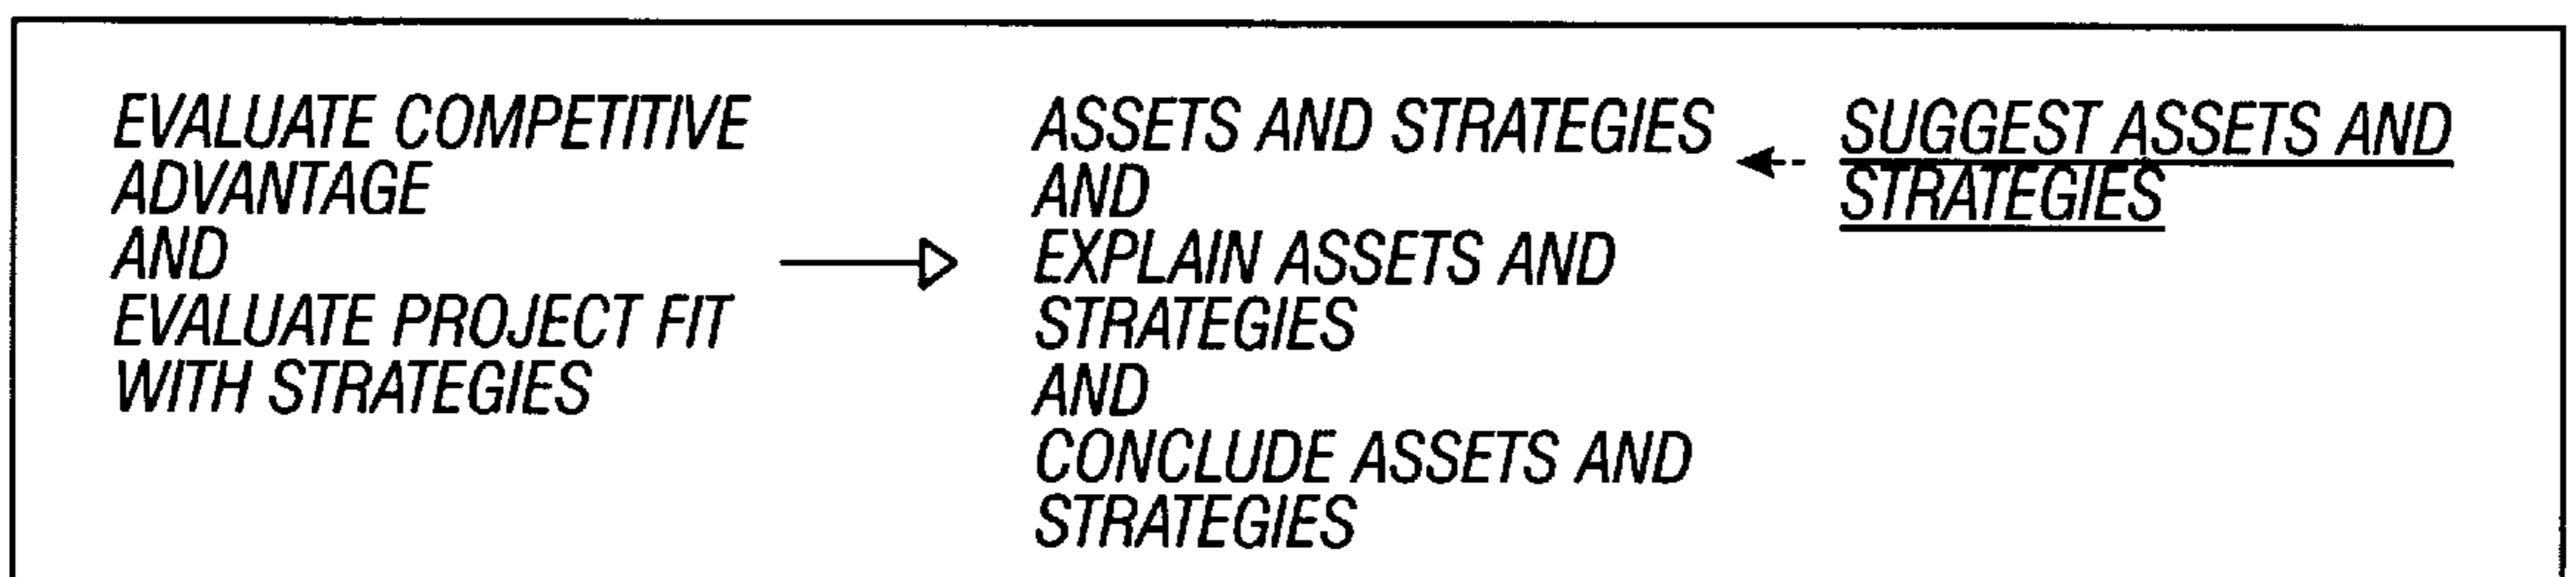 EVALUATE COMPETITIVE
ADVANTAGE
AND
EVALUATE PROJECT FIT
WITH STRATEGIES
ASSETS AND STRATEGIES
AND
EXPLAIN ASSETS AND
STRATEGIES
AND
CONCLUDE ASSETS AND
STRATEGIES
SUGGEST ASSETS AND
STRATEGIES